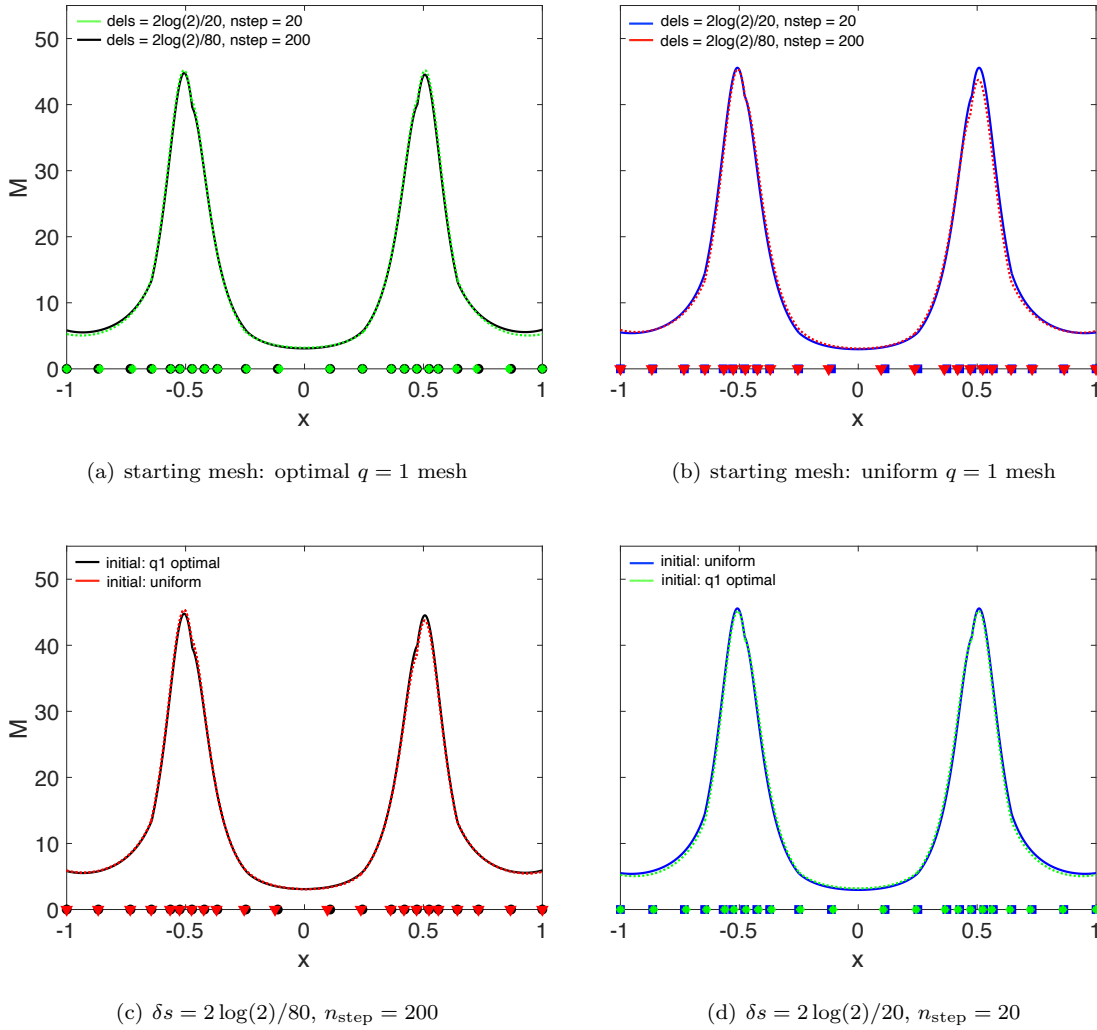 dels = 2log(2)/20, nstep = 20
dels = 2log(2)/80, nstep = 200
50
40
30
20
10
0
M
-1
-0.5
0
0.5
1
x
(a) starting mesh: optimal q = 1 mesh
dels = 2log(2)/20, nstep = 20
dels = 2log(2)/80, nstep = 200
-1
-0.5
0
0.5
1
x
(b) starting mesh: uniform q = 1 mesh
initial: q1 optimal
initial: uniform
50
40
30
20
10
0
M
-1
-0.5
0
0.5
1
x
(c) δs = 2 log(2)/80, n_step = 200
initial: uniform
initial: q1 optimal
-1
-0.5
0
0.5
1
x
(d) δs = 2 log(2)/20, n_step = 20